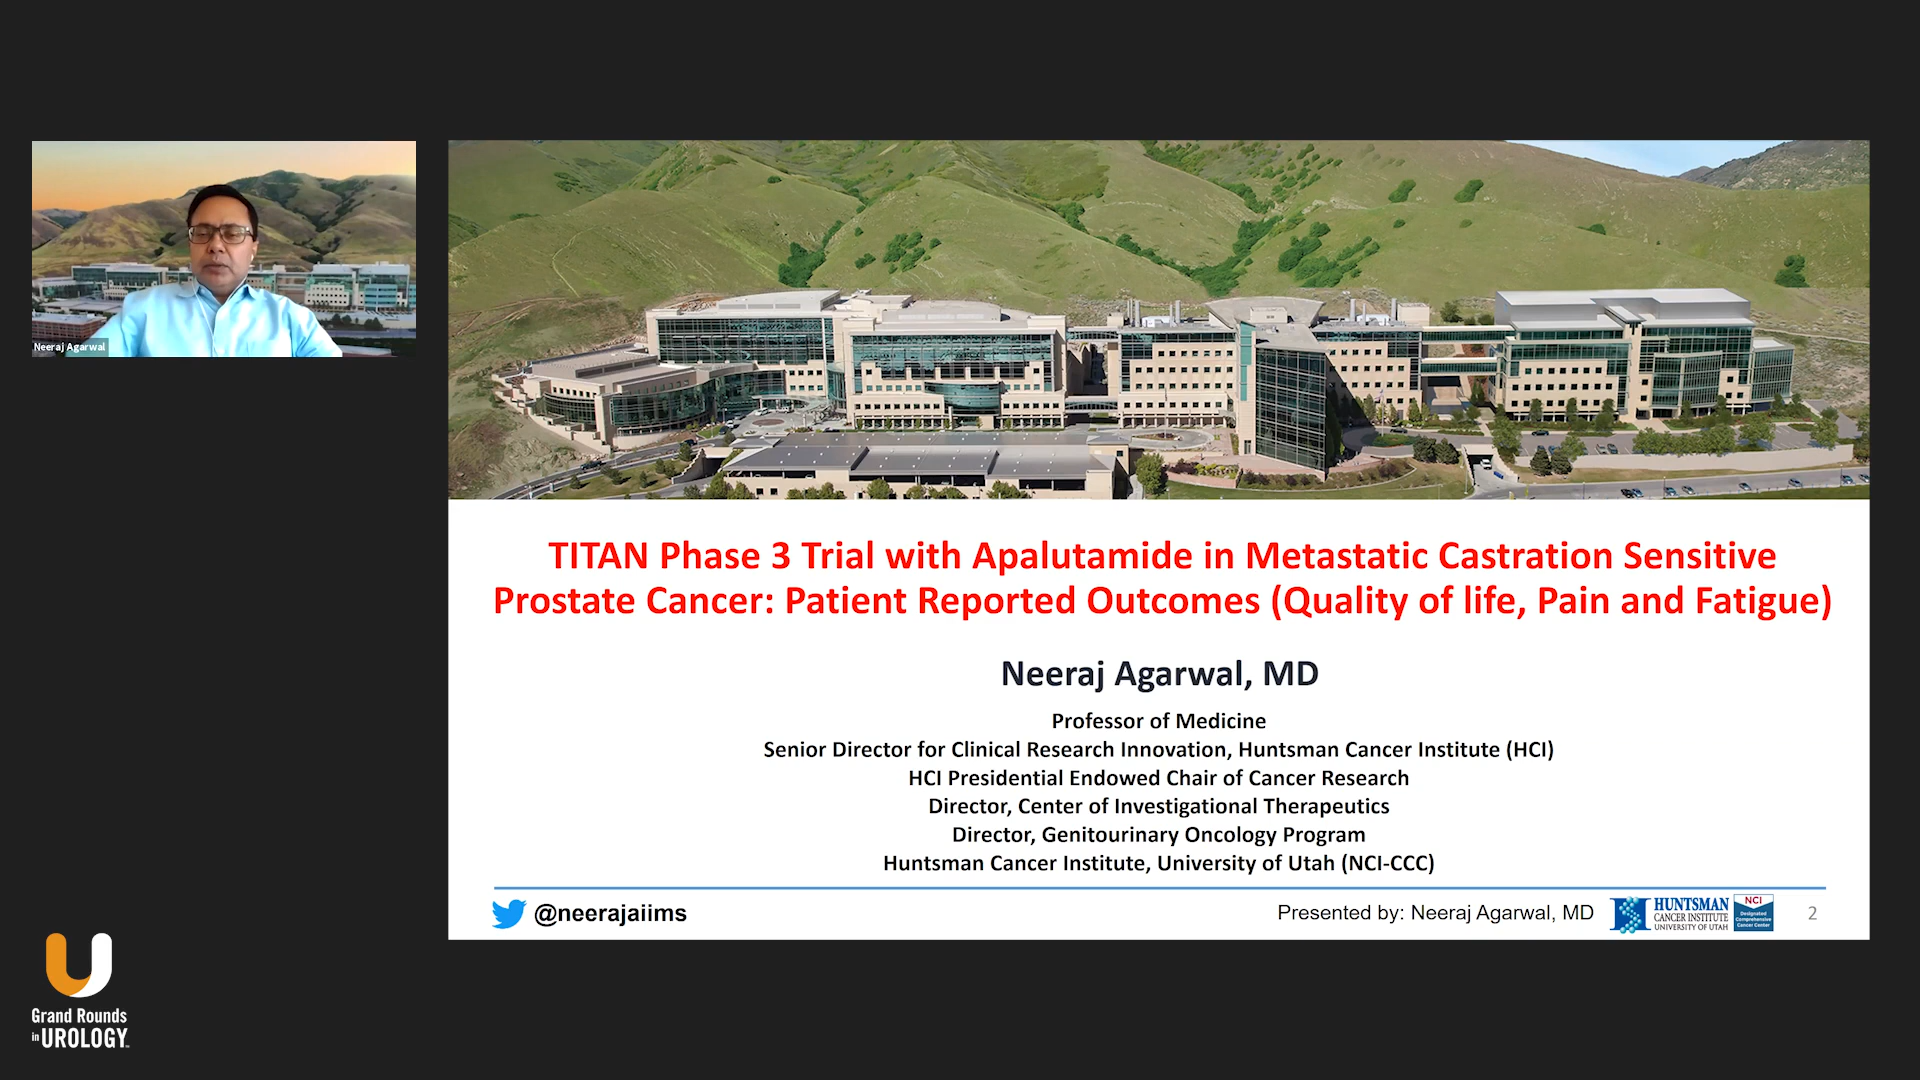 Neeraj Agarwal
TITAN Phase 3 Trial with Apalutamide in Metastatic Castration Sensitive
Prostate Cancer: Patient Reported Outcomes (Quality of life, Pain and Fatigue)
Neeraj Agarwal, MD
Professor of Medicine
Senior Director for Clinical Research Innovation, Huntsman Cancer Institute (HCI)
HCI Presidential Endowed Chair of Cancer Research
Director, Center of Investigational Therapeutics
Director, Genitourinary Oncology Program
Huntsman Cancer Institute, University of Utah (NCI-CCC)
@neerajaiims
Presented by: Neeraj Agarwal, MD
HUNTSMAN
CANCER INSTITUTE
UNIVERSITY OF UTAH
NCI
Designated
Comprehensive
Cancer Center
2
Grand Rounds
in UROLOGY